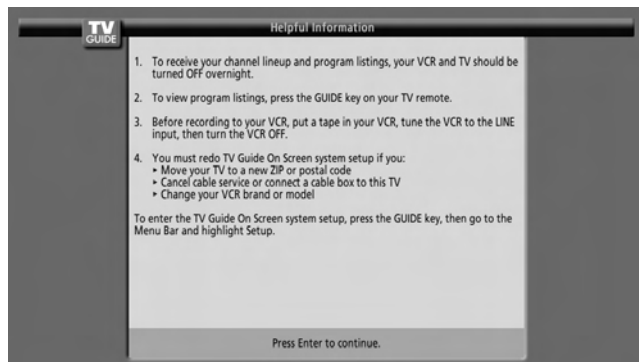 TV
GUIDE
Helpful Information
1. To receive your channel lineup and program listings, your VCR and TV should be
turned OFF overnight.
2. To view program listings, press the GUIDE key on your TV remote.
3. Before recording to your VCR, put a tape in your VCR, tune the VCR to the LINE
input, then turn the VCR OFF.
4. You must redo TV Guide On Screen system setup if you:
‣ Move your TV to a new ZIP or postal code
‣ Cancel cable service or connect a cable box to this TV
‣ Change your VCR brand or model
To enter the TV Guide On Screen system setup, press the GUIDE key, then go to the
Menu Bar and highlight Setup.
Press Enter to continue.